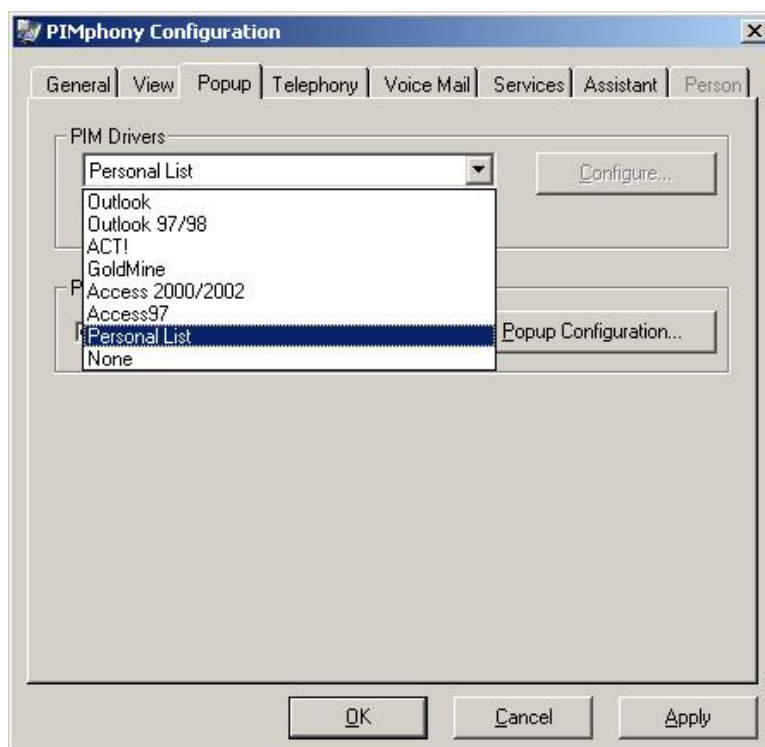 PIMphony Configuration
General View Popup Telephony Voice Mail Services Assistant Person
PIM Drivers
Personal List
Configure...
Outlook
Outlook 97/98
ACT!
GoldMine
Access 2000/2002
Access97
Personal List
None
Popup Configuration...
OK Cancel Apply